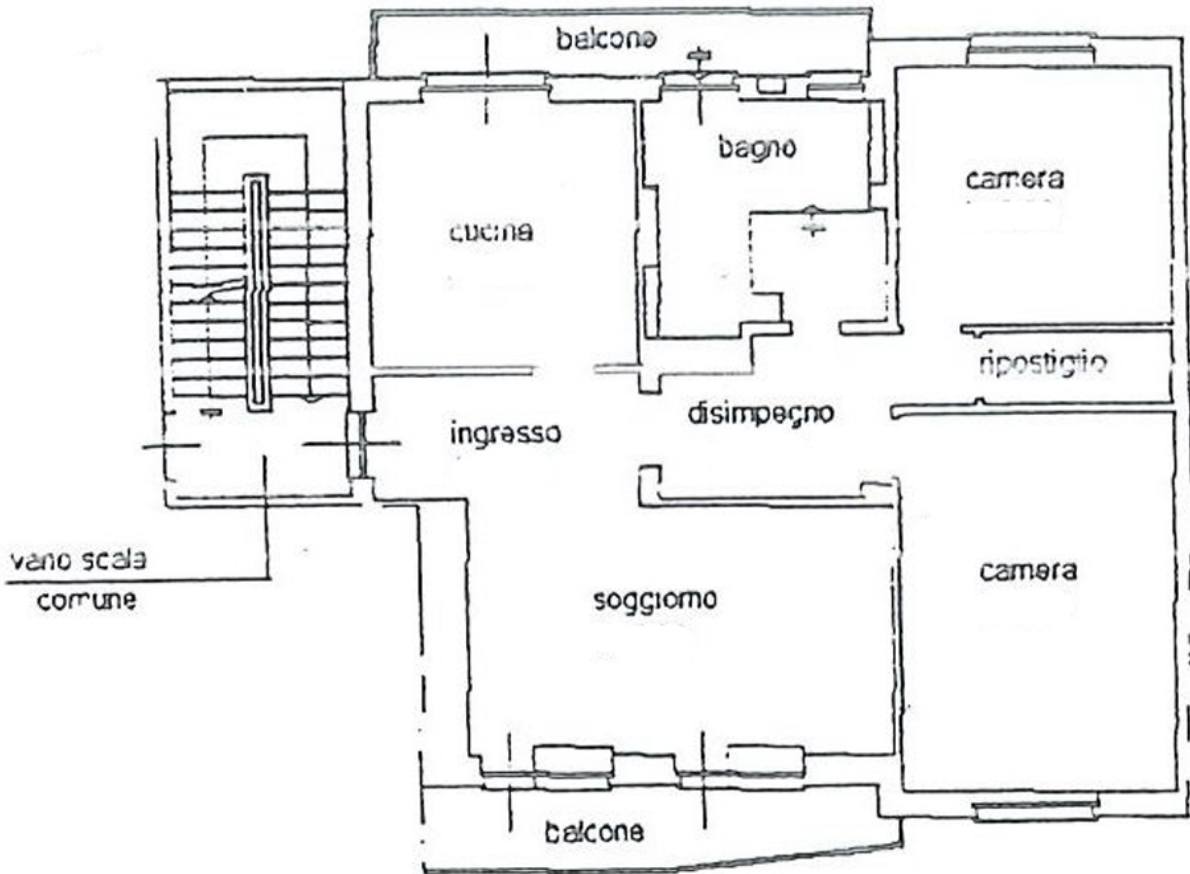 balcone
bagno
camera
cucina
ripostiglio
disimpegno
ingresso
vano scala
comune
soggiorno
camera
balcone